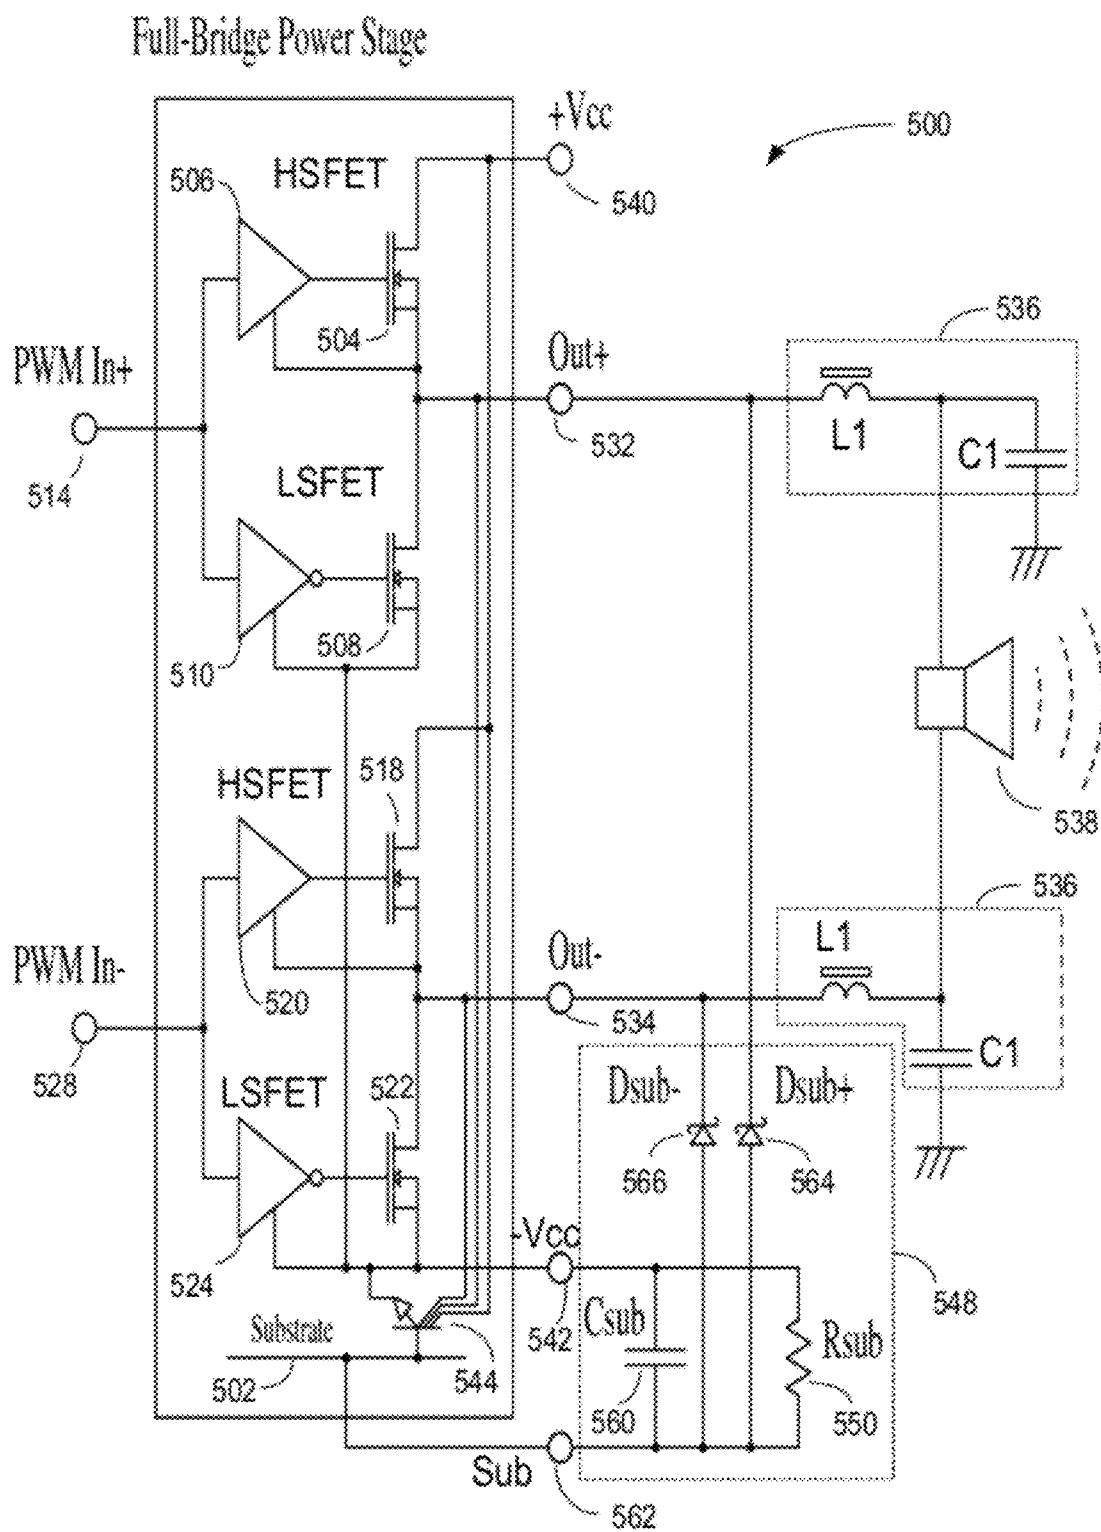 Full-Bridge Power Stage
+Vcc
500
HSFET
506
540
504
536
Out+
PWM In+
L1
532
C1
LSFET
514
508
510
518
HSFET
538
536
L1
Out-
PWM In-
520
534
C1
528
522
Dsub-
Dsub+
LSFET
566
564
-Vcc
524
548
Csub
542
Substrate
Rsub
502
544
560
550
Sub
562